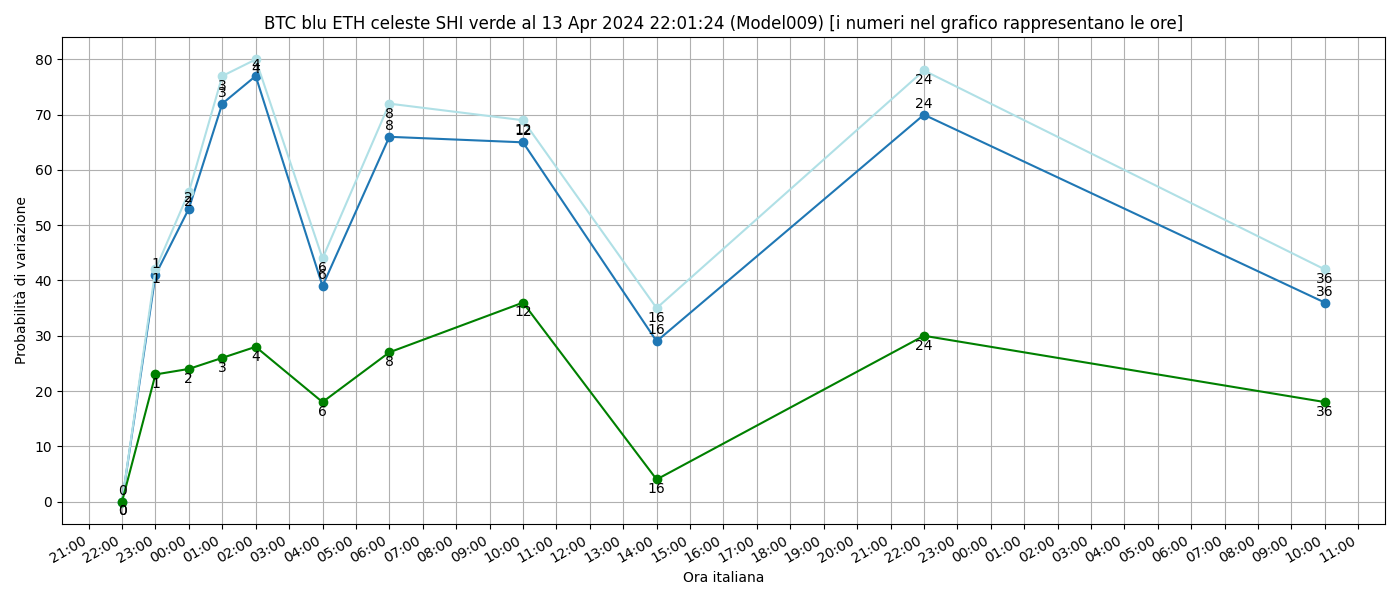 BTC blu ETH celeste SHI verde al 13 Apr 2024 22:01:24 (Model009) [i numeri nel grafico rappresentano le ore]
Probabilità di variazione
80
70
60
50
40
30
20
10
0
0 1 2 3 4 6 8 12 16 24 36
0 1 2 3 4 6 8 12 16 24 36
0 1 2 3 4 6 8 12 16 24 36
21:00 22:00 23:00 00:00 01:00 02:00 03:00 04:00 05:00 06:00 07:00 08:00 09:00 10:00 11:00 12:00 13:00 14:00 15:00 16:00 17:00 18:00 19:00 20:00 21:00 22:00 23:00 00:00 01:00 02:00 03:00 04:00 05:00 06:00 07:00 08:00 09:00 10:00 11:00
Ora italiana